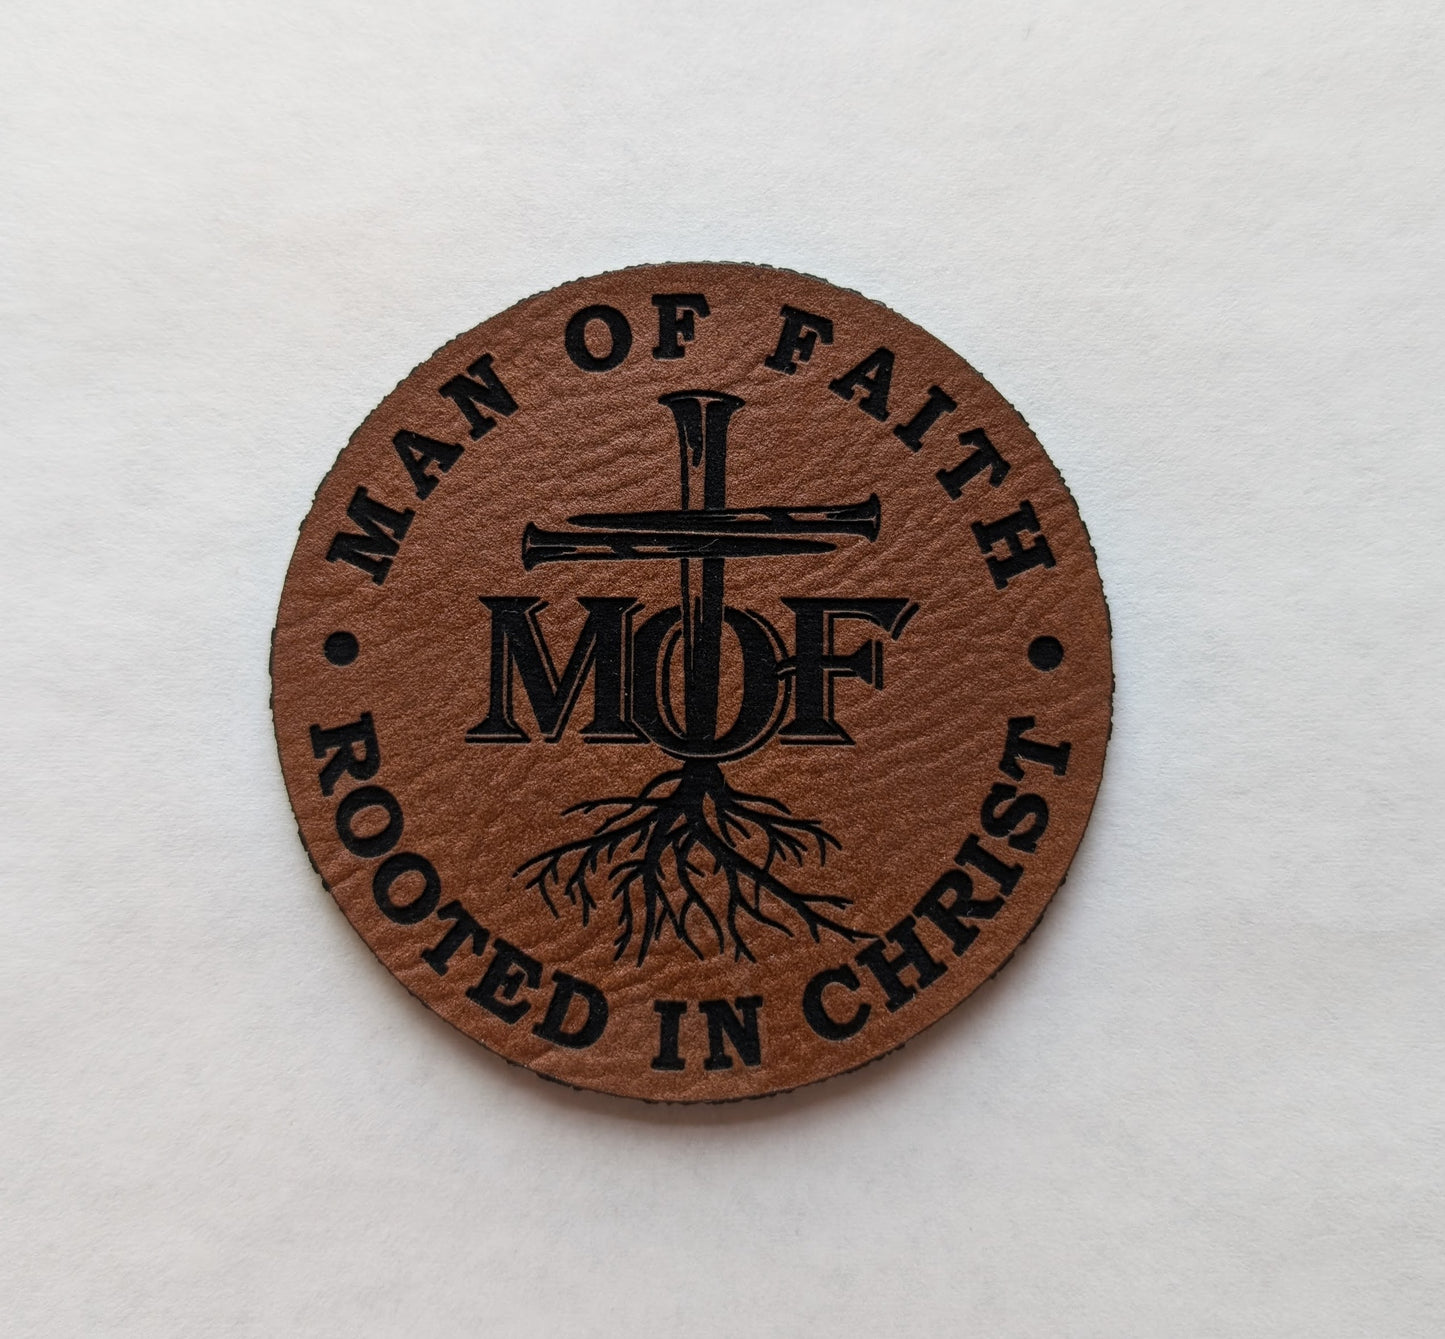 MAN OF FAITH
MOF
ROOTED IN CHRIST